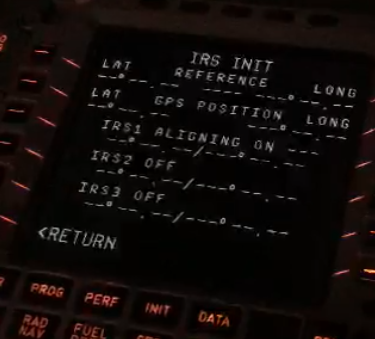 IRS INIT
LAT REFERENCE LONG
--°--.-- ---°--.--
LAT GPS POSITION LONG
--°--.-- ---°--.--
IRS1 ALIGNING ON ---
--°--.--/---°--.--
IRS2 OFF
--°--.--/---°--.--
IRS3 OFF
--°--.--/---°--.--
<RETURN
PROG PERF INIT DATA
RAD NAV FUEL